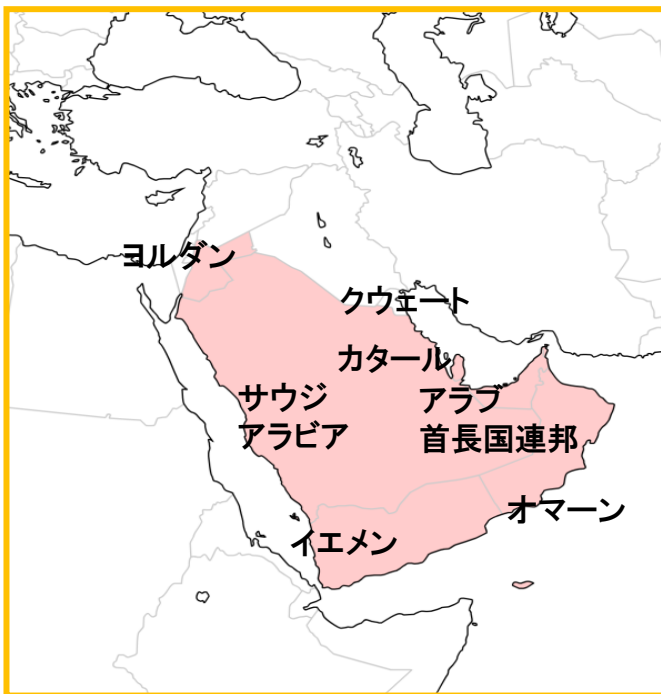 ヨルダン
クウェート
カタール
サウジ
アラビア
アラブ
首長国連邦
オマーン
イエメン